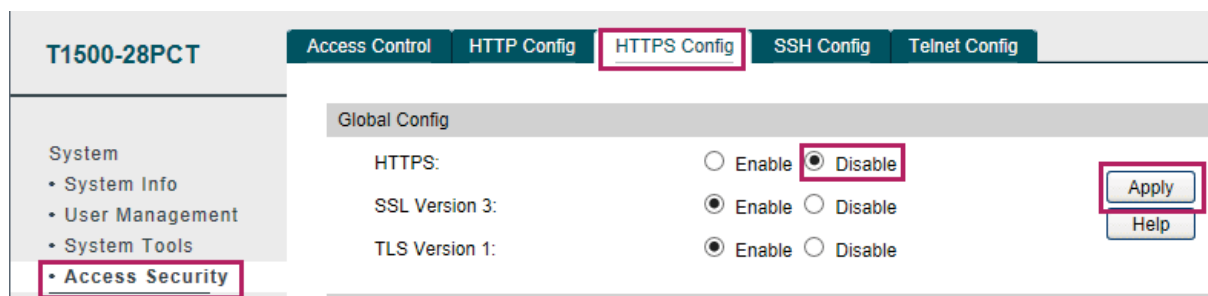 T1500-28PCT
Access Control HTTP Config HTTPS Config SSH Config Telnet Config
Global Config
System
• System Info
• User Management
• System Tools
• Access Security
HTTPS: Enable Disable
SSL Version 3: Enable Disable
TLS Version 1: Enable Disable
Apply
Help